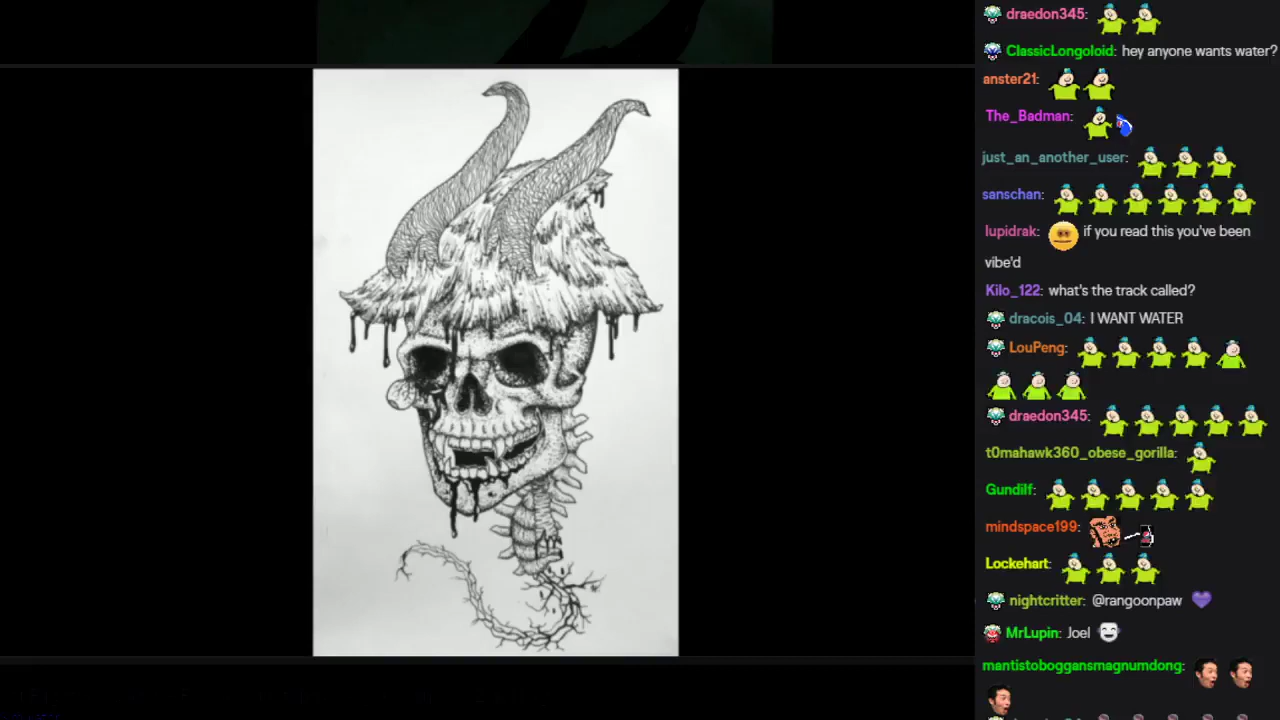 draedon345:
ClassicLongoloid: hey anyone wants water?
anster21:
The_Badman:
just_an_another_user:
sanschan:
lupidrak: if you read this you've been
vibe'd
Kilo_122: what's the track called?
dracois_04: I WANT WATER
LouPeng:
draedon345:
t0mahawk360_obese_gorilla:
Gundilf:
mindspace199:
Lockehart:
nightcritter: @rangoonpaw
MrLupin: Joel
mantistoboggansmagnumdong: